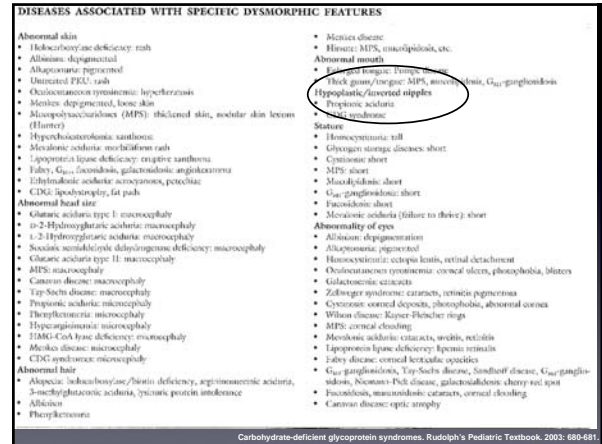 DISEASES ASSOCIATED WITH SPECIFIC DYSMORPHIC FEATURES
Abnormal skin
• Holocarboxylase deficiency: rash
• Albinism: depigmented
• Alkaptonuria: pigmented
• Untreated PKU: rash
• Oculocutaneous tyrosinemia: hyperkeratosis
• Menkes: depigmented, loose skin
• Mucopolysaccharidoses (MPS): thickened skin, nodular skin lesions
(Hunter)
• Hypercholesterolemia: xanthoma
• Mevalonic aciduria: morbilliform rash
• Lipoprotein lipase deficiency: eruptive xanthoma
• Fabry, GM1, fucosidosis, galactosidosis: angiokeratoma
• Ethylmalonic aciduria: acrocyanosis, petechiae
• CDG: lipodystrophy, fat pads
Abnormal head size
• Glutaric aciduria type I: macrocephaly
• D-2-Hydroxyglutaric aciduria: macrocephaly
• L-2-Hydroxyglutaric aciduria: macrocephaly
• Succinic semialdehyde dehydrogenase deficiency: macrocephaly
• Glutaric aciduria type II: macrocephaly
• MPS: macrocephaly
• Canavan disease: macrocephaly
• Tay-Sachs disease: macrocephaly
• Propionic aciduria: microcephaly
• Phenylketonuria: microcephaly
• Hyperargininemia: microcephaly
• HMG-CoA lyase deficiency: microcephaly
• Menkes disease: microcephaly
• CDG syndromes: microcephaly
Abnormal hair
• Alopecia: holocarboxylase/biotin deficiency, argininosuccinic aciduria,
3-methylglutaconic aciduria, lysinuric protein intolerance
• Albinism
• Phenylketonuria
• Menkes disease
• Hirsute: MPS, mucolipidosis, etc.
Abnormal mouth
• Enlarged tongue: Pompe disease
• Thick gums/tongue: MPS, mucolipidosis, GM1-gangliosidosis
Hypoplastic/inverted nipples
• Propionic aciduria
• CDG syndrome
Stature
• Homocystinuria: tall
• Glycogen storage diseases: short
• Cystinosis: short
• MPS: short
• Mucolipidosis: short
• GM1-gangliosidosis: short
• Fucosidosis: short
• Mevalonic aciduria (failure to thrive): short
Abnormality of eyes
• Albinism: depigmentation
• Alkaptonuria: pigmented
• Homocystinuria: ectopia lentis, retinal detachment
• Oculocutaneous tyrosinemia: corneal ulcers, photophobia, blisters
• Galactosemia: cataracts
• Zellweger syndrome: cataracts, retinitis pigmentosa
• Cystinosis: corneal deposits, photophobia, abnormal cornea
• Wilson disease: Kayser-Fleischer rings
• MPS: corneal clouding
• Mevalonic aciduria: cataracts, uveitis, retinitis
• Lipoprotein lipase deficiency: lipemia retinalis
• Fabry disease: corneal lenticular opacities
• GM1-gangliosidosis, Tay-Sachs disease, Sandhoff disease, GM1-ganglio-
sidosis, Niemann-Pick disease, galactosialidosis: cherry-red spot
• Fucosidosis, mannosidosis: cataracts, corneal clouding
• Canavan disease: optic atrophy
Carbohydrate-deficient glycoprotein syndromes. Rudolph's Pediatric Textbook. 2003: 680-681.